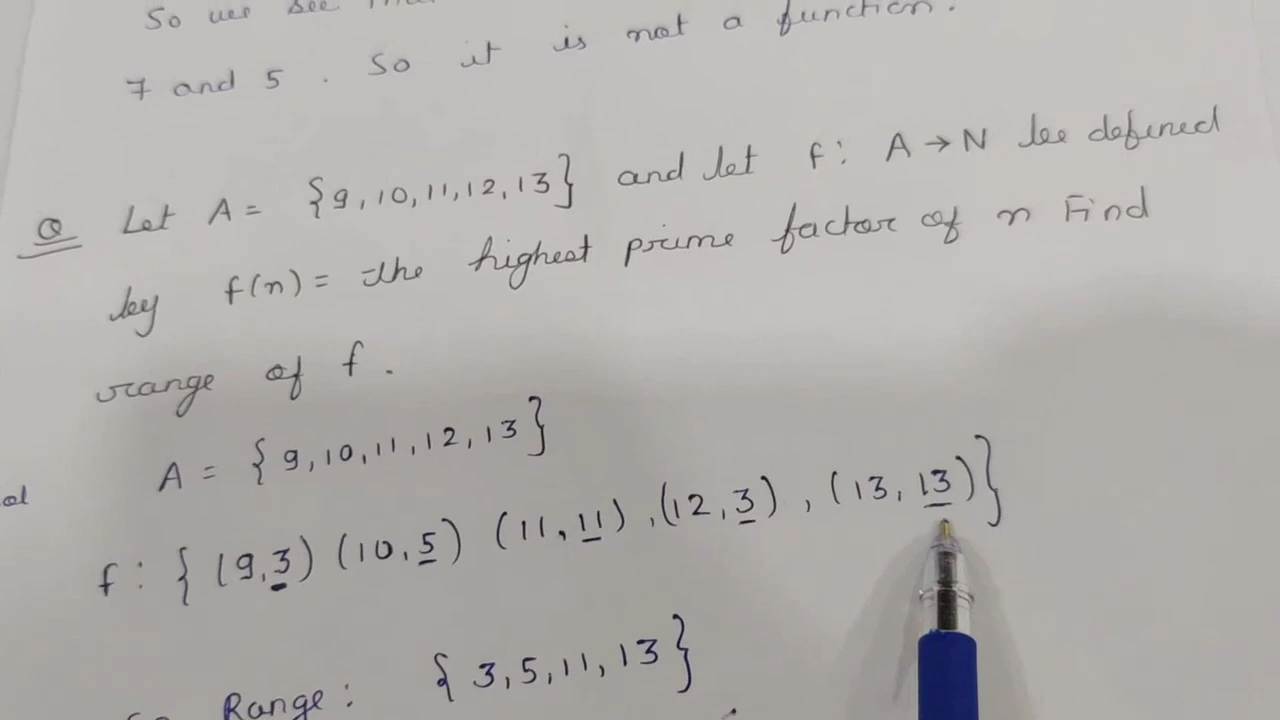 So we see
7 and 5 . So it is not a function.
Q Let A = {9,10,11,12,13} and let f: A→N be defined
by f(n) = the highest prime factor of n Find
range of f .
A = {9,10,11,12,13}
f : {(9,3) (10,5) (11,11) ,(12,3) , (13,13)}
Range : {3,5,11,13}